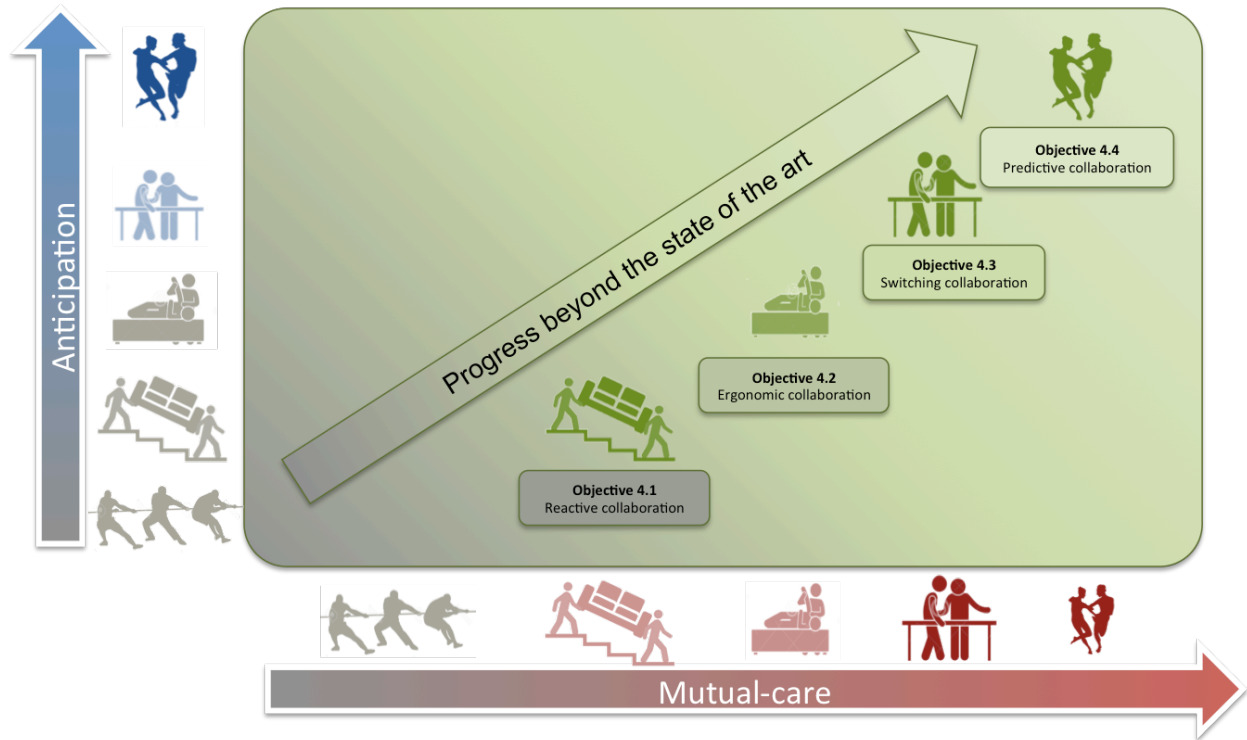 Anticipation
Progress beyond the state of the art
Objective 4.4
Predictive collaboration
Objective 4.3
Switching collaboration
Objective 4.2
Ergonomic collaboration
Objective 4.1
Reactive collaboration
Mutual-care